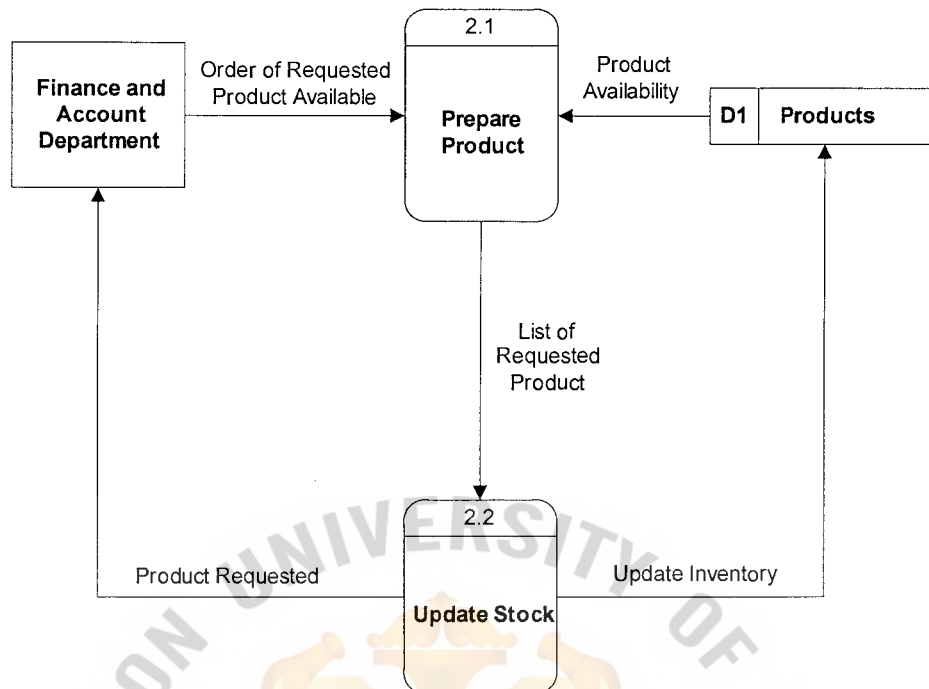 2.1
Order of Requested
Product Available
Finance and
Account
Department
Prepare
Product
Product
Availability
D1 Products
List of
Requested
Product
2.2
Product Requested
Update Stock
Update Inventory
ON UNIVERSITY OF